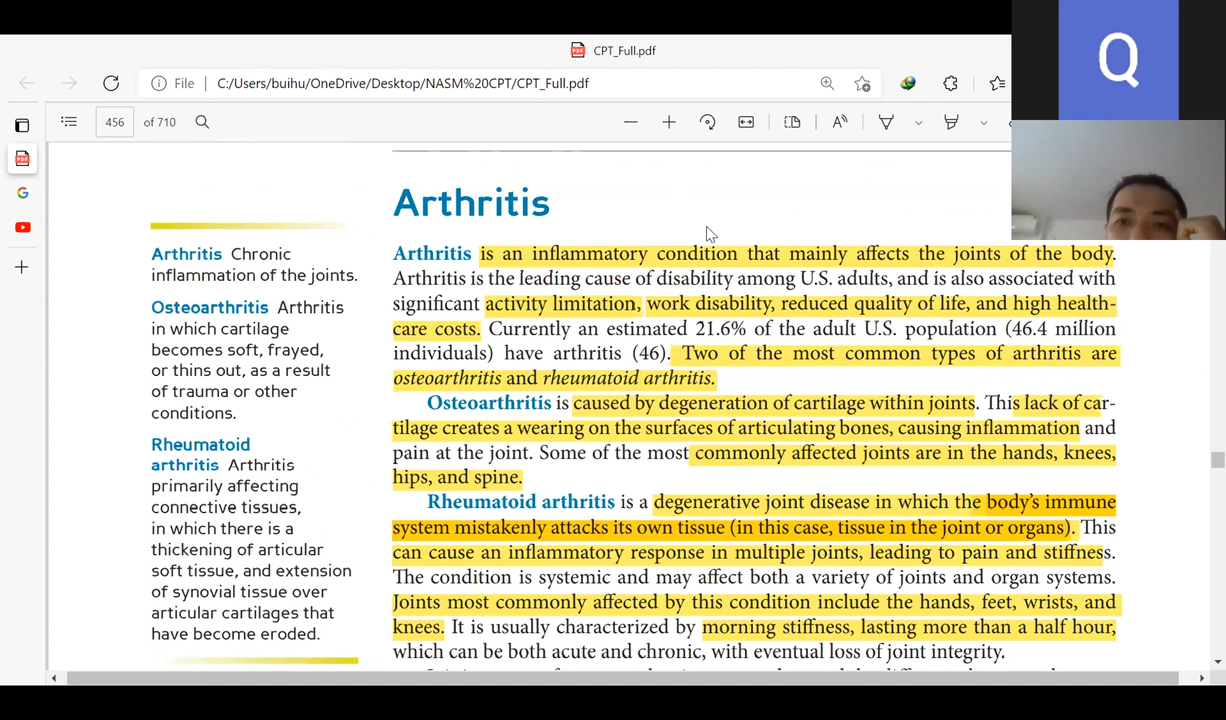 CPT_Full.pdf
File
C:/Users/buihu/OneDrive/Desktop/NASM%20CPT/CPT_Full.pdf
456 of 710
Q
Arthritis
Arthritis Chronic
inflammation of the joints.
Osteoarthritis Arthritis
in which cartilage
becomes soft, frayed,
or thins out, as a result
of trauma or other
conditions.
Rheumatoid
arthritis Arthritis
primarily affecting
connective tissues,
in which there is a
thickening of articular
soft tissue, and extension
of synovial tissue over
articular cartilages that
have become eroded.
Arthritis is an inflammatory condition that mainly affects the joints of the body.
Arthritis is the leading cause of disability among U.S. adults, and is also associated with
significant activity limitation, work disability, reduced quality of life, and high health-
care costs. Currently an estimated 21.6% of the adult U.S. population (46.4 million
individuals) have arthritis (46). Two of the most common types of arthritis are
osteoarthritis and rheumatoid arthritis.
Osteoarthritis is caused by degeneration of cartilage within joints. This lack of car-
tilage creates a wearing on the surfaces of articulating bones, causing inflammation and
pain at the joint. Some of the most commonly affected joints are in the hands, knees,
hips, and spine.
Rheumatoid arthritis is a degenerative joint disease in which the body's immune
system mistakenly attacks its own tissue (in this case, tissue in the joint or organs). This
can cause an inflammatory response in multiple joints, leading to pain and stiffness.
The condition is systemic and may affect both a variety of joints and organ systems.
Joints most commonly affected by this condition include the hands, feet, wrists, and
knees. It is usually characterized by morning stiffness, lasting more than a half hour,
which can be both acute and chronic, with eventual loss of joint integrity.